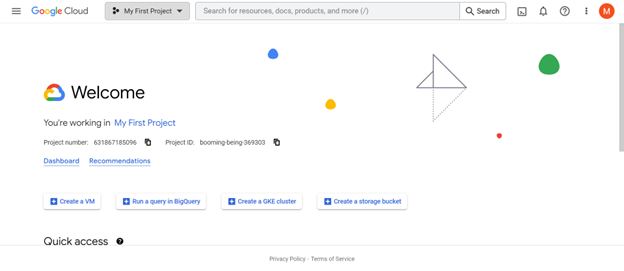 Google Cloud My First Project Search for resources, docs, products, and more (/) Search M
Welcome
You're working in My First Project
Project number: 631867185096 Project ID: booming-being-369303
Dashboard Recommendations
Create a VM Run a query in BigQuery Create a GKE cluster Create a storage bucket
Quick access
Privacy Policy · Terms of Service